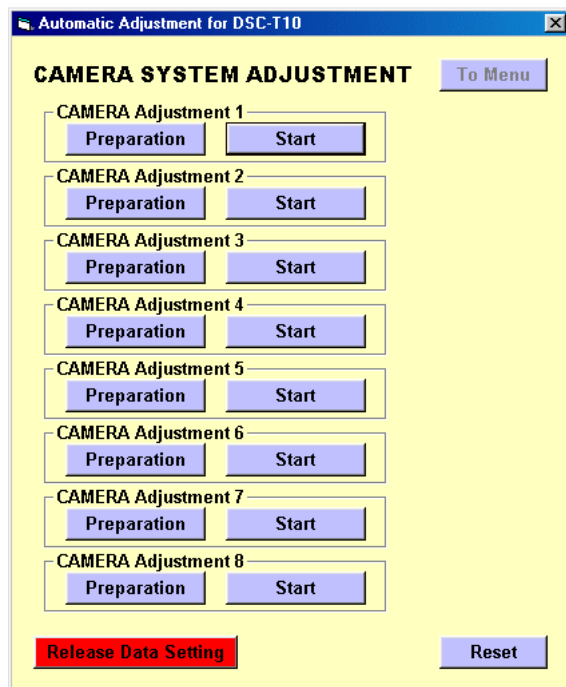 Automatic Adjustment for DSC-T10
CAMERA SYSTEM ADJUSTMENT To Menu
CAMERA Adjustment 1
Preparation Start
CAMERA Adjustment 2
Preparation Start
CAMERA Adjustment 3
Preparation Start
CAMERA Adjustment 4
Preparation Start
CAMERA Adjustment 5
Preparation Start
CAMERA Adjustment 6
Preparation Start
CAMERA Adjustment 7
Preparation Start
CAMERA Adjustment 8
Preparation Start
Release Data Setting Reset